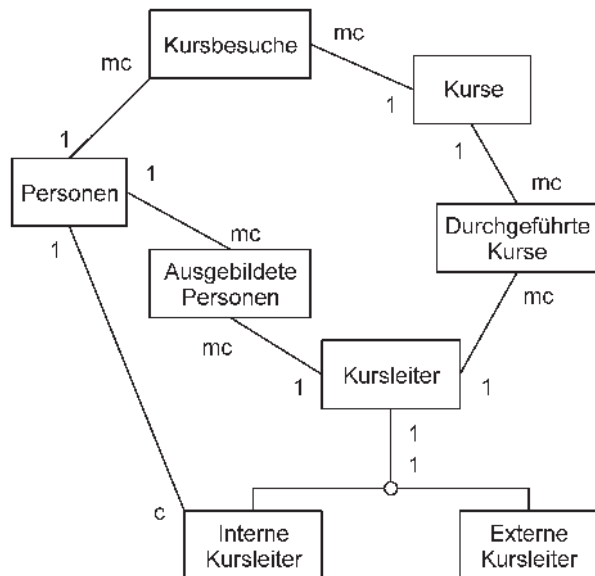 Kursbesuche
mc
mc
Kurse
1
1
1
Personen
1
mc
1
mc
Durchgeführte
Kurse
Ausgebildete
Personen
mc
mc
Kursleiter
1
1
1
1
c
Interne
Kursleiter
Externe
Kursleiter